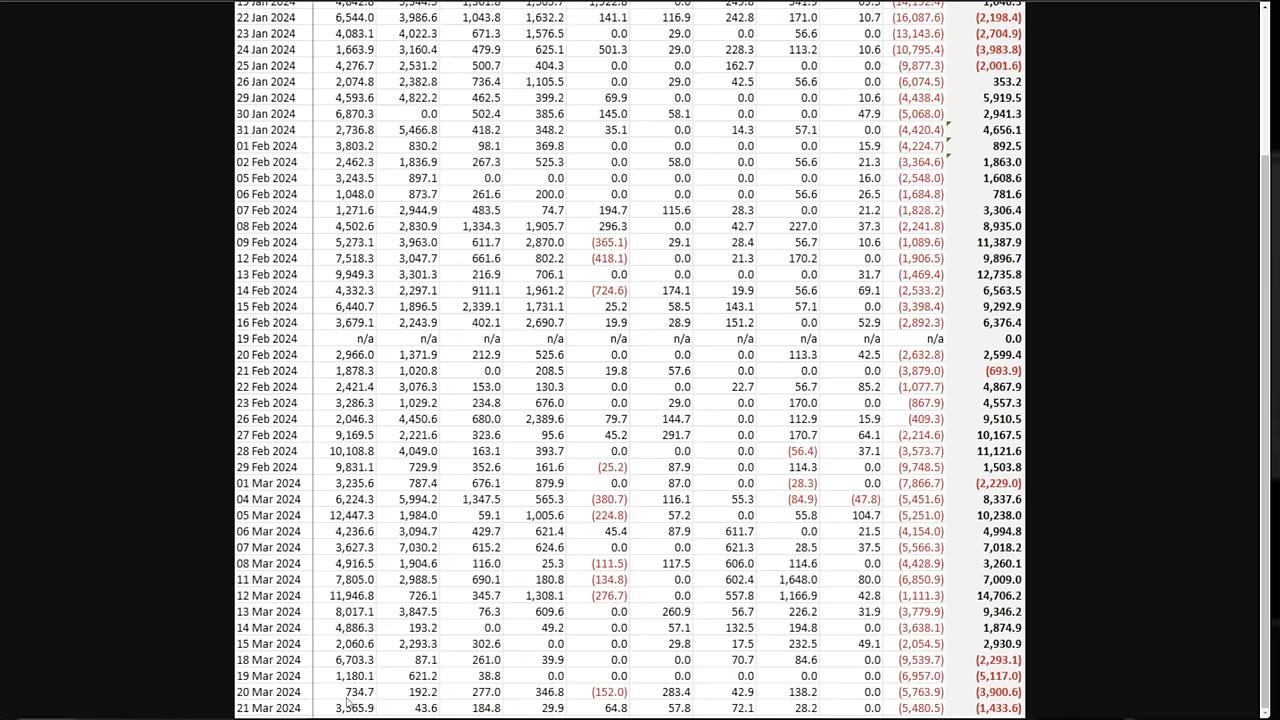 22 Jan 2024 6,544.0 3,986.6 1,043.8 1,632.2 141.1 116.9 242.8 171.0 10.7 (16,087.6) (2,198.4)
23 Jan 2024 4,083.1 4,022.3 671.3 1,576.5 0.0 29.0 0.0 56.6 0.0 (13,143.6) (2,704.9)
24 Jan 2024 1,663.9 3,160.4 479.9 625.1 501.3 29.0 228.3 113.2 10.6 (10,795.4) (3,983.8)
25 Jan 2024 4,276.7 2,531.2 500.7 404.3 0.0 0.0 162.7 0.0 0.0 (9,877.3) (2,001.6)
26 Jan 2024 2,074.8 2,382.8 736.4 1,105.5 0.0 29.0 42.5 56.6 0.0 (6,074.5) 353.2
29 Jan 2024 4,593.6 4,822.2 462.5 399.2 69.9 0.0 0.0 0.0 10.6 (4,438.4) 5,919.5
30 Jan 2024 6,870.3 0.0 502.4 385.6 145.0 58.1 0.0 0.0 47.9 (5,068.0) 2,941.3
31 Jan 2024 2,736.8 5,466.8 418.2 348.2 35.1 0.0 14.3 57.1 0.0 (4,420.4) 4,656.1
01 Feb 2024 3,803.2 830.2 98.1 369.8 0.0 0.0 0.0 0.0 15.9 (4,224.7) 892.5
02 Feb 2024 2,462.3 1,836.9 267.3 525.3 0.0 58.0 0.0 56.6 21.3 (3,364.6) 1,863.0
05 Feb 2024 3,243.5 897.1 0.0 0.0 0.0 0.0 0.0 0.0 16.0 (2,548.0) 1,608.6
06 Feb 2024 1,048.0 873.7 261.6 200.0 0.0 0.0 0.0 56.6 26.5 (1,684.8) 781.6
07 Feb 2024 1,271.6 2,944.9 483.5 74.7 194.7 115.6 28.3 0.0 21.2 (1,828.2) 3,306.4
08 Feb 2024 4,502.6 2,830.9 1,334.3 1,905.7 296.3 0.0 42.7 227.0 37.3 (2,241.8) 8,935.0
09 Feb 2024 5,273.1 3,963.0 611.7 2,870.0 (365.1) 29.1 28.4 56.7 10.6 (1,089.6) 11,387.9
12 Feb 2024 7,518.3 3,047.7 661.6 802.2 (418.1) 0.0 21.3 170.2 0.0 (1,906.5) 9,896.7
13 Feb 2024 9,949.3 3,301.3 216.9 706.1 0.0 0.0 0.0 0.0 31.7 (1,469.4) 12,735.8
14 Feb 2024 4,332.3 2,297.1 911.1 1,961.2 (724.6) 174.1 19.9 56.6 69.1 (2,533.2) 6,563.5
15 Feb 2024 6,440.7 1,896.5 2,339.1 1,731.1 25.2 58.5 143.1 57.1 0.0 (3,398.4) 9,292.9
16 Feb 2024 3,679.1 2,243.9 402.1 2,690.7 19.9 28.9 151.2 0.0 52.9 (2,892.3) 6,376.4
19 Feb 2024 n/a n/a n/a n/a n/a n/a n/a n/a n/a n/a 0.0
20 Feb 2024 2,966.0 1,371.9 212.9 525.6 0.0 0.0 0.0 113.3 42.5 (2,632.8) 2,599.4
21 Feb 2024 1,878.3 1,020.8 0.0 208.5 19.8 57.6 0.0 0.0 0.0 (3,879.0) (693.9)
22 Feb 2024 2,421.4 3,076.3 153.0 130.3 0.0 0.0 22.7 56.7 85.2 (1,077.7) 4,867.9
23 Feb 2024 3,286.3 1,029.2 234.8 676.0 0.0 29.0 0.0 170.0 0.0 (867.9) 4,557.3
26 Feb 2024 2,046.3 4,450.6 680.0 2,389.6 79.7 144.7 0.0 112.9 15.9 (409.3) 9,510.5
27 Feb 2024 9,169.5 2,221.6 323.6 95.6 45.2 291.7 0.0 170.7 64.1 (2,214.6) 10,167.5
28 Feb 2024 10,108.8 4,049.0 163.1 393.7 0.0 0.0 0.0 (56.4) 37.1 (3,573.7) 11,121.6
29 Feb 2024 9,831.1 729.9 352.6 161.6 (25.2) 87.9 0.0 114.3 0.0 (9,748.5) 1,503.8
01 Mar 2024 3,235.6 787.4 676.1 879.9 0.0 87.0 0.0 (28.3) 0.0 (7,866.7) (2,229.0)
04 Mar 2024 6,224.3 5,994.2 1,347.5 565.3 (380.7) 116.1 55.3 (84.9) (47.8) (5,451.6) 8,337.6
05 Mar 2024 12,447.3 1,984.0 59.1 1,005.6 (224.8) 57.2 0.0 55.8 104.7 (5,251.0) 10,238.0
06 Mar 2024 4,236.6 3,094.7 429.7 621.4 45.4 87.9 611.7 0.0 21.5 (4,154.0) 4,994.8
07 Mar 2024 3,627.3 7,030.2 615.2 624.6 0.0 0.0 621.3 28.5 37.5 (5,566.3) 7,018.2
08 Mar 2024 4,916.5 1,904.6 116.0 25.3 (111.5) 117.5 606.0 114.6 0.0 (4,428.9) 3,260.1
11 Mar 2024 7,805.0 2,988.5 690.1 180.8 (134.8) 0.0 602.4 1,648.0 80.0 (6,850.9) 7,009.0
12 Mar 2024 11,946.8 726.1 345.7 1,308.1 (276.7) 0.0 557.8 1,166.9 42.8 (1,111.3) 14,706.2
13 Mar 2024 8,017.1 3,847.5 76.3 609.6 0.0 260.9 56.7 226.2 31.9 (3,779.9) 9,346.2
14 Mar 2024 4,886.3 193.2 0.0 49.2 0.0 57.1 132.5 194.8 0.0 (3,638.1) 1,874.9
15 Mar 2024 2,060.6 2,293.3 302.6 0.0 0.0 29.8 17.5 232.5 49.1 (2,054.5) 2,930.9
18 Mar 2024 6,703.3 87.1 261.0 39.9 0.0 0.0 70.7 84.6 0.0 (9,539.7) (2,293.1)
19 Mar 2024 1,180.1 621.2 38.8 0.0 0.0 0.0 0.0 0.0 0.0 (6,957.0) (5,117.0)
20 Mar 2024 734.7 192.2 277.0 346.8 (152.0) 283.4 42.9 138.2 0.0 (5,763.9) (3,900.6)
21 Mar 2024 3,565.9 43.6 184.8 29.9 64.8 57.8 72.1 28.2 0.0 (5,480.5) (1,433.6)